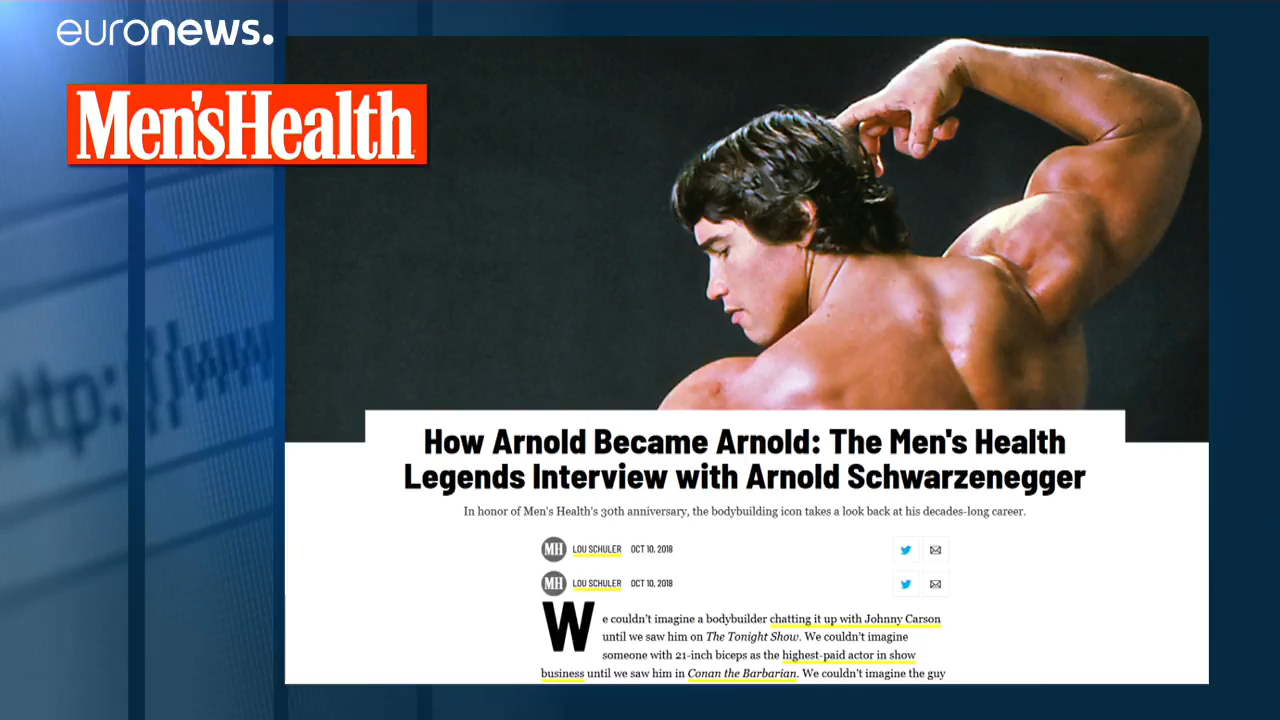 euronews.
Men'sHealth
http://www
How Arnold Became Arnold: The Men's Health
Legends Interview with Arnold Schwarzenegger
In honor of Men's Health's 30th anniversary, the bodybuilding icon takes a look back at his decades-long career.
MH LOU SCHULER OCT 10, 2018
MH LOU SCHULER OCT 10, 2018
We couldn't imagine a bodybuilder chatting it up with Johnny Carson
until we saw him on The Tonight Show. We couldn't imagine
someone with 21-inch biceps as the highest-paid actor in show
business until we saw him in Conan the Barbarian. We couldn't imagine the guy